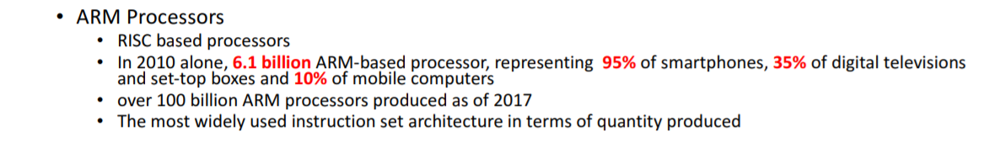 • ARM Processors
• RISC based processors
• In 2010 alone, 6.1 billion ARM-based processor, representing 95% of smartphones, 35% of digital televisions
and set-top boxes and 10% of mobile computers
• over 100 billion ARM processors produced as of 2017
• The most widely used instruction set architecture in terms of quantity produced